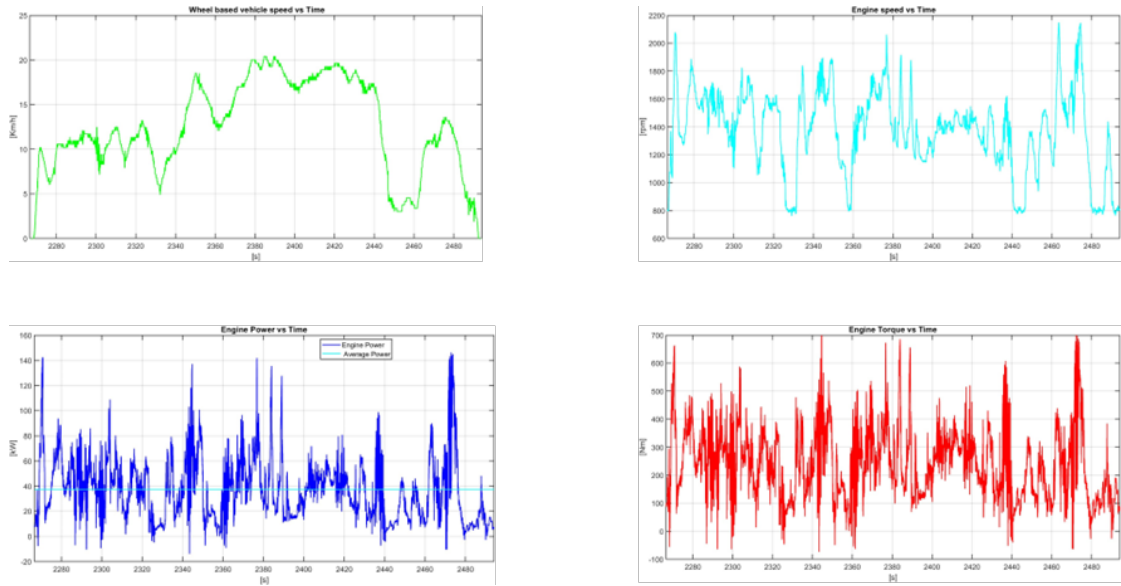 Wheel based vehicle speed vs Time
25
20
15
10
5
0
[Km/h]
2280 2300 2320 2340 2360 2380 2400 2420 2440 2460 2480
[s]
Engine speed vs Time
2200
2000
1800
1600
1400
1200
1000
800
600
[rpm]
2280 2300 2320 2340 2360 2380 2400 2420 2440 2460 2480
[s]
Engine Power vs Time
Engine Power
Average Power
160
140
120
100
80
60
40
20
0
-20
[kW]
2280 2300 2320 2340 2360 2380 2400 2420 2440 2460 2480
[s]
Engine Torque vs Time
700
600
500
400
300
200
100
0
-100
[Nm]
2280 2300 2320 2340 2360 2380 2400 2420 2440 2460 2480
[s]